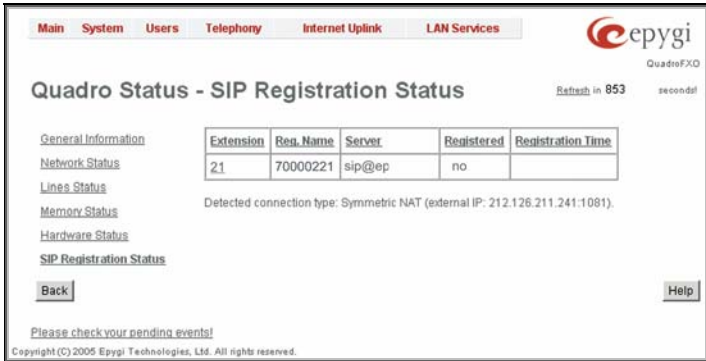 Main System Users Telephony Internet Uplink LAN Services
epygi
QuadroFXO
Quadro Status - SIP Registration Status
Refresh in 853 seconds!
General Information
Network Status
Lines Status
Memory Status
Hardware Status
SIP Registration Status
Extension Reg. Name Server Registered Registration Time
21 70000221 sip@ep no
Detected connection type: Symmetric NAT (external IP: 212.126.211.241:1081).
Back
Help
Please check your pending events!
Copyright (C) 2005 Epygi Technologies, Ltd. All rights reserved.